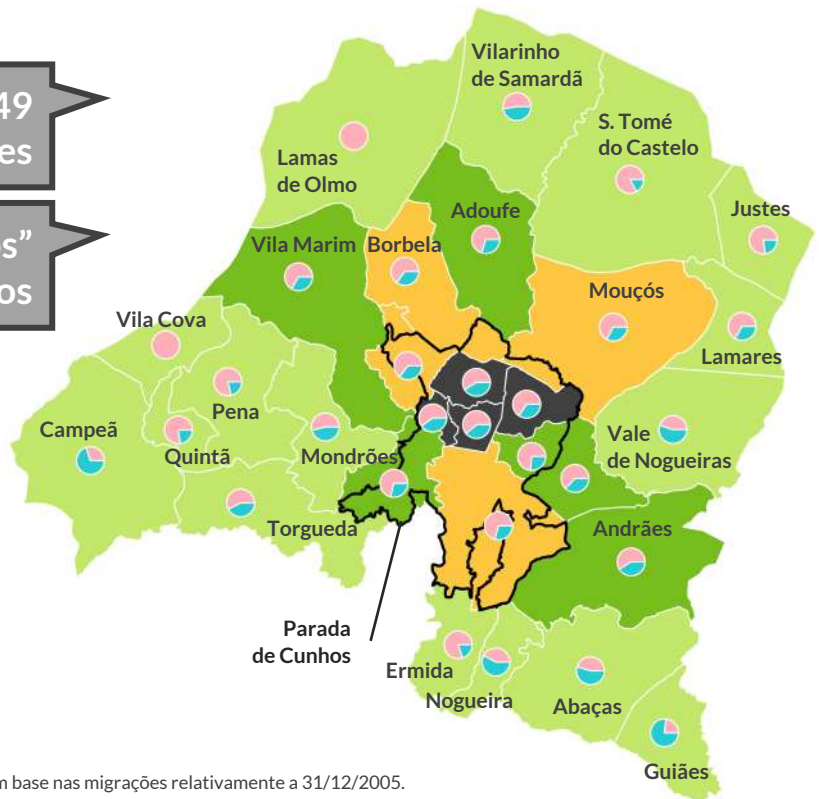 49
es
s”
os
Vilarinho
de Samardã
S. Tomé
do Castelo
Lamas
de Olmo
Adoufe
Justes
Vila Marim
Borbela
Mouçós
Vila Cova
Lamares
Pena
Campeã
Quintã
Mondrões
Vale
de Nogueiras
Torgueda
Andrães
Parada
de Cunhos
Ermida
Nogueira
Abaças
Guiães
m base nas migrações relativamente a 31/12/2005.